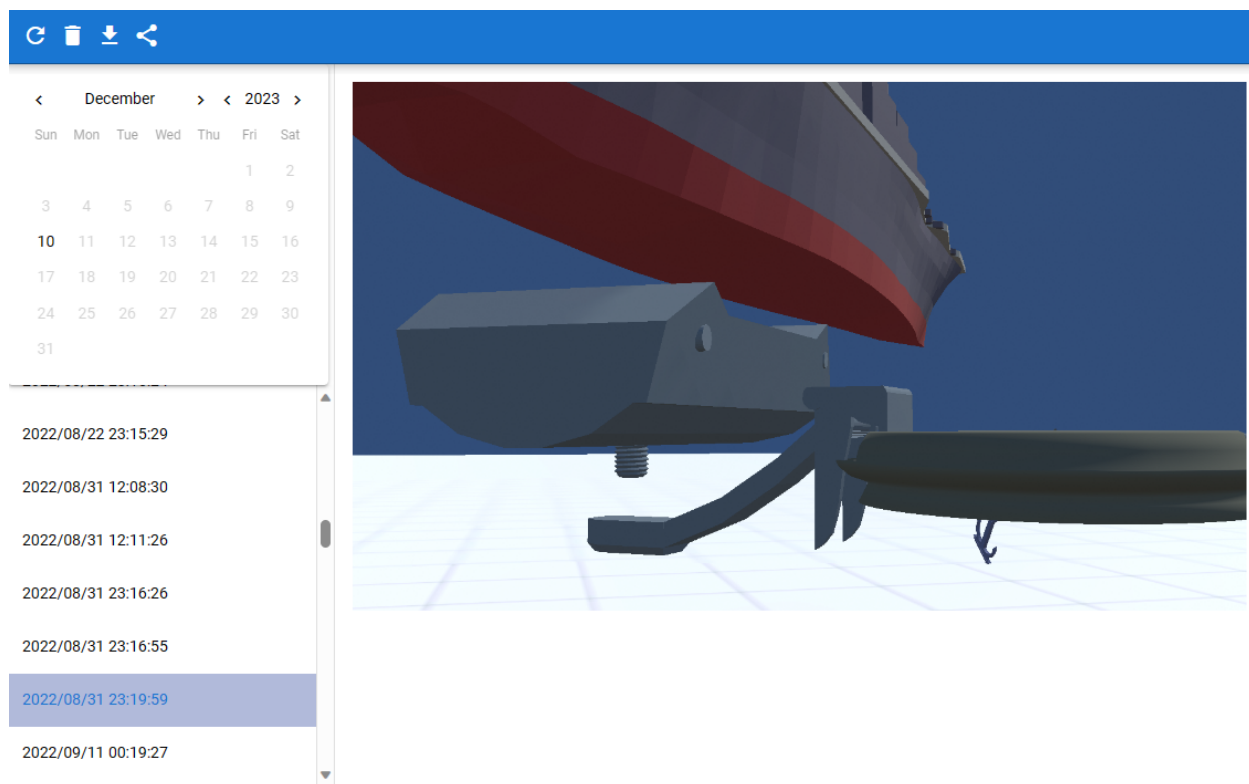 December 2023
Sun Mon Tue Wed Thu Fri Sat
1 2
3 4 5 6 7 8 9
10 11 12 13 14 15 16
17 18 19 20 21 22 23
24 25 26 27 28 29 30
31
2022/08/22 23:15:29
2022/08/31 12:08:30
2022/08/31 12:11:26
2022/08/31 23:16:26
2022/08/31 23:16:55
2022/08/31 23:19:59
2022/09/11 00:19:27